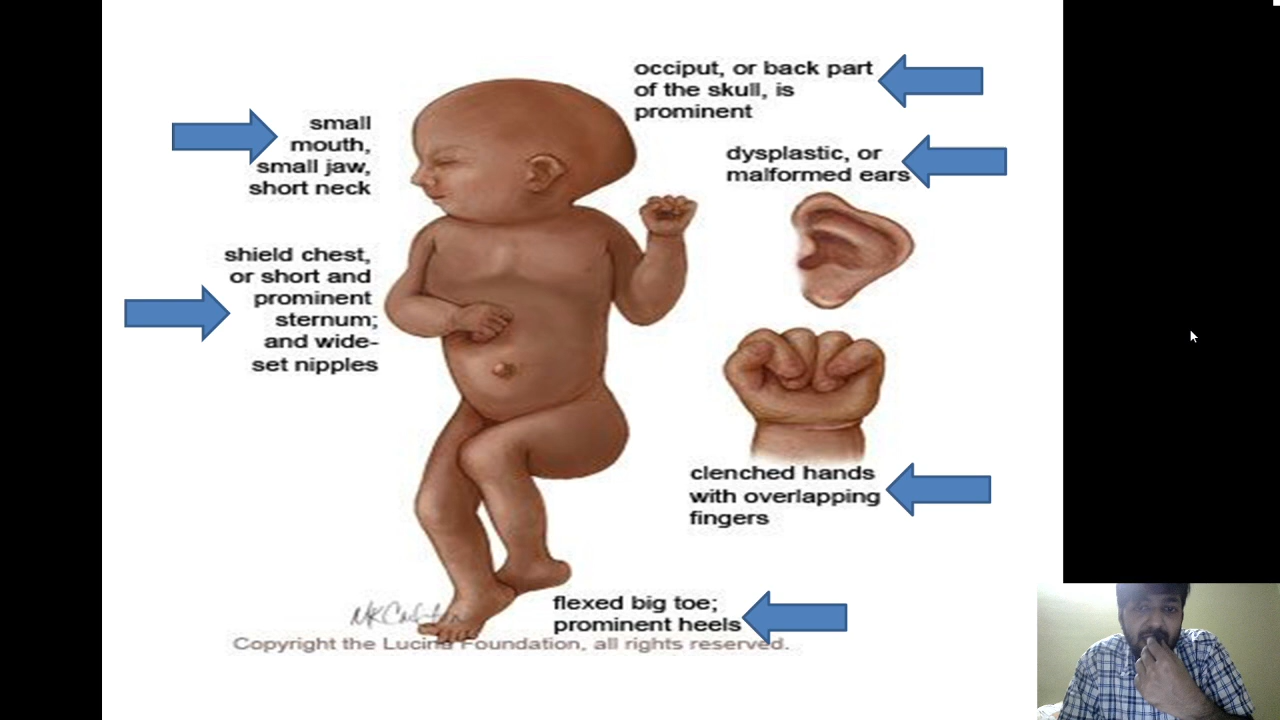 occiput, or back part
of the skull, is
prominent
small
mouth,
small jaw,
short neck
dysplastic, or
malformed ears
shield chest,
or short and
prominent
sternum;
and wide-
set nipples
clenched hands
with overlapping
fingers
flexed big toe;
prominent heels
Copyright the Lucina Foundation, all rights reserved.